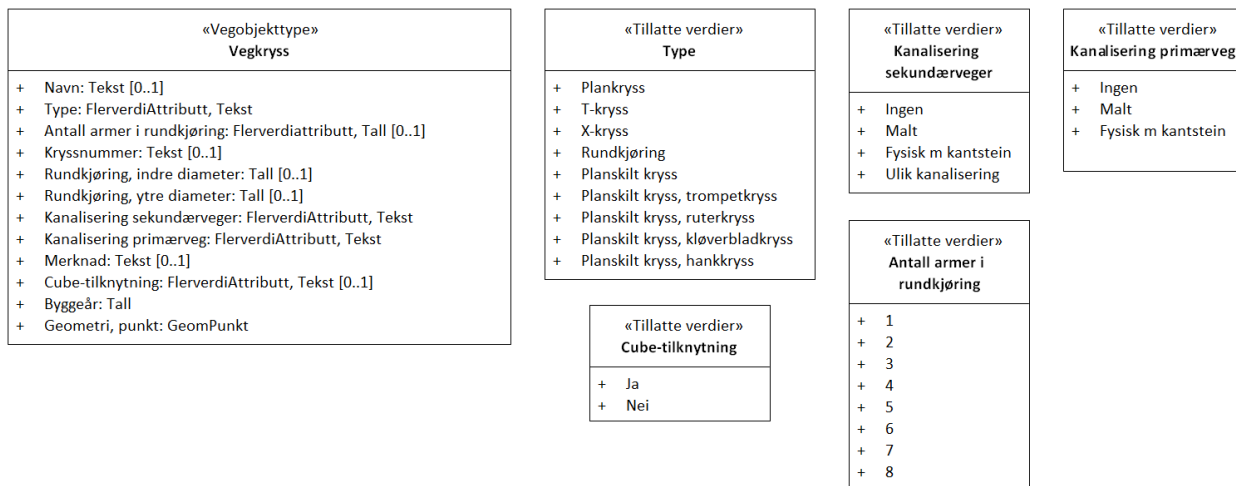 «Vegobjekttype»
Vegkryss
+ Navn: Tekst [0..1]
+ Type: FlerverdiAttributt, Tekst
+ Antall armer i rundkjøring: Flerverdiattributt, Tall [0..1]
+ Kryssnummer: Tekst [0..1]
+ Rundkjøring, indre diameter: Tall [0..1]
+ Rundkjøring, ytre diameter: Tall [0..1]
+ Kanalisering sekundærveger: FlerverdiAttributt, Tekst
+ Kanalisering primærveg: FlerverdiAttributt, Tekst
+ Merknad: Tekst [0..1]
+ Cube-tilknytning: FlerverdiAttributt, Tekst [0..1]
+ Byggeår: Tall
+ Geometri, punkt: GeomPunkt
«Tillatte verdier»
Type
+ Plankryss
+ T-kryss
+ X-kryss
+ Rundkjøring
+ Planskilt kryss
+ Planskilt kryss, trompetkryss
+ Planskilt kryss, ruterkryss
+ Planskilt kryss, kløverbladkryss
+ Planskilt kryss, hankkryss
«Tillatte verdier»
Cube-tilknytning
+ Ja
+ Nei
«Tillatte verdier»
Kanalisering
sekundærveger
+ Ingen
+ Malt
+ Fysisk m kantstein
+ Ulik kanalisering
«Tillatte verdier»
Antall armer i
rundkjøring
+ 1
+ 2
+ 3
+ 4
+ 5
+ 6
+ 7
+ 8
«Tillatte verdier»
Kanalisering primærveg
+ Ingen
+ Malt
+ Fysisk m kantstein